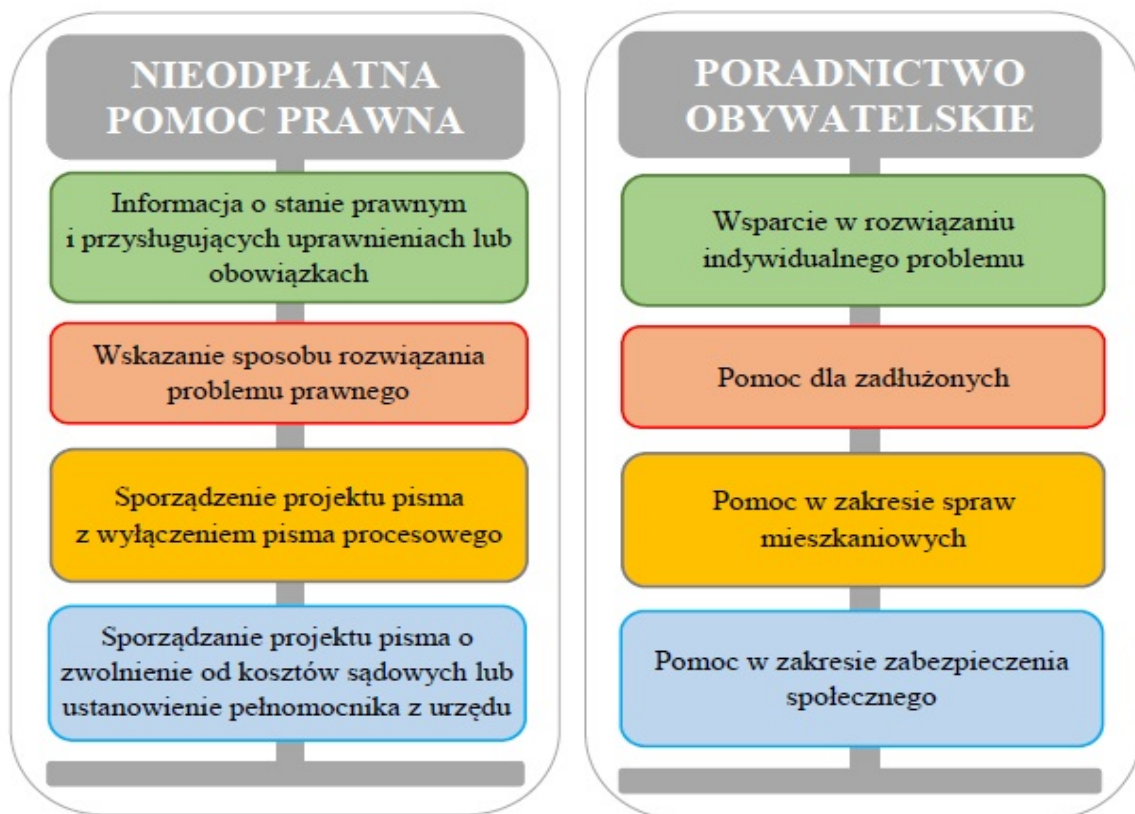 NIEODPŁATNA
POMOC PRAWNA
Informacja o stanie prawnym
i przysługujących uprawnieniach lub
obowiązkach
Wskazanie sposobu rozwiązania
problemu prawnego
Sporządzenie projektu pisma
z wyłączeniem pisma procesowego
Sporządzanie projektu pisma o
zwolnienie od kosztów sądowych lub
ustanowienie pełnomocnika z urzędu
PORADNICTWO
OBYWATELSKIE
Wsparcie w rozwiązaniu
indywidualnego problemu
Pomoc dla zadłużonych
Pomoc w zakresie spraw
mieszkaniowych
Pomoc w zakresie zabezpieczenia
społecznego